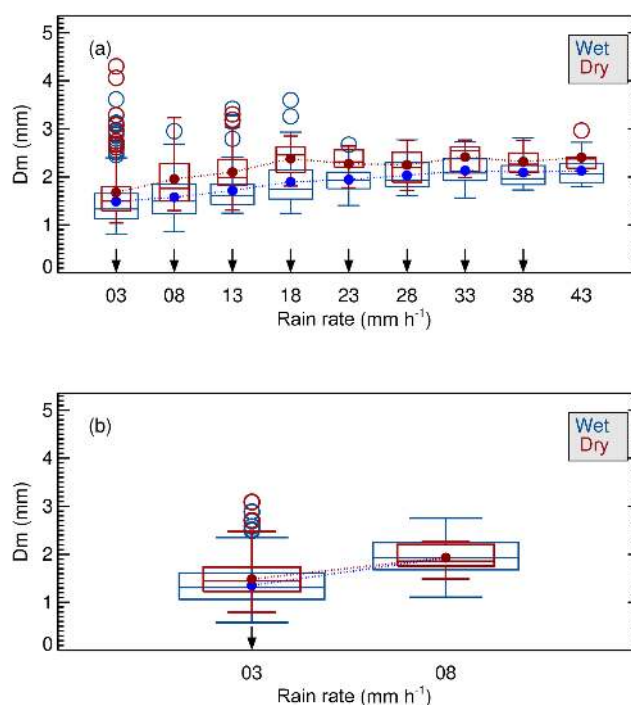 (a)
Wet
Dry
5
4
3
2
1
0
Dm (mm)
03 08 13 18 23 28 33 38 43
Rain rate (mm h⁻¹)
(b)
Wet
Dry
5
4
3
2
1
0
Dm (mm)
03 08
Rain rate (mm h⁻¹)